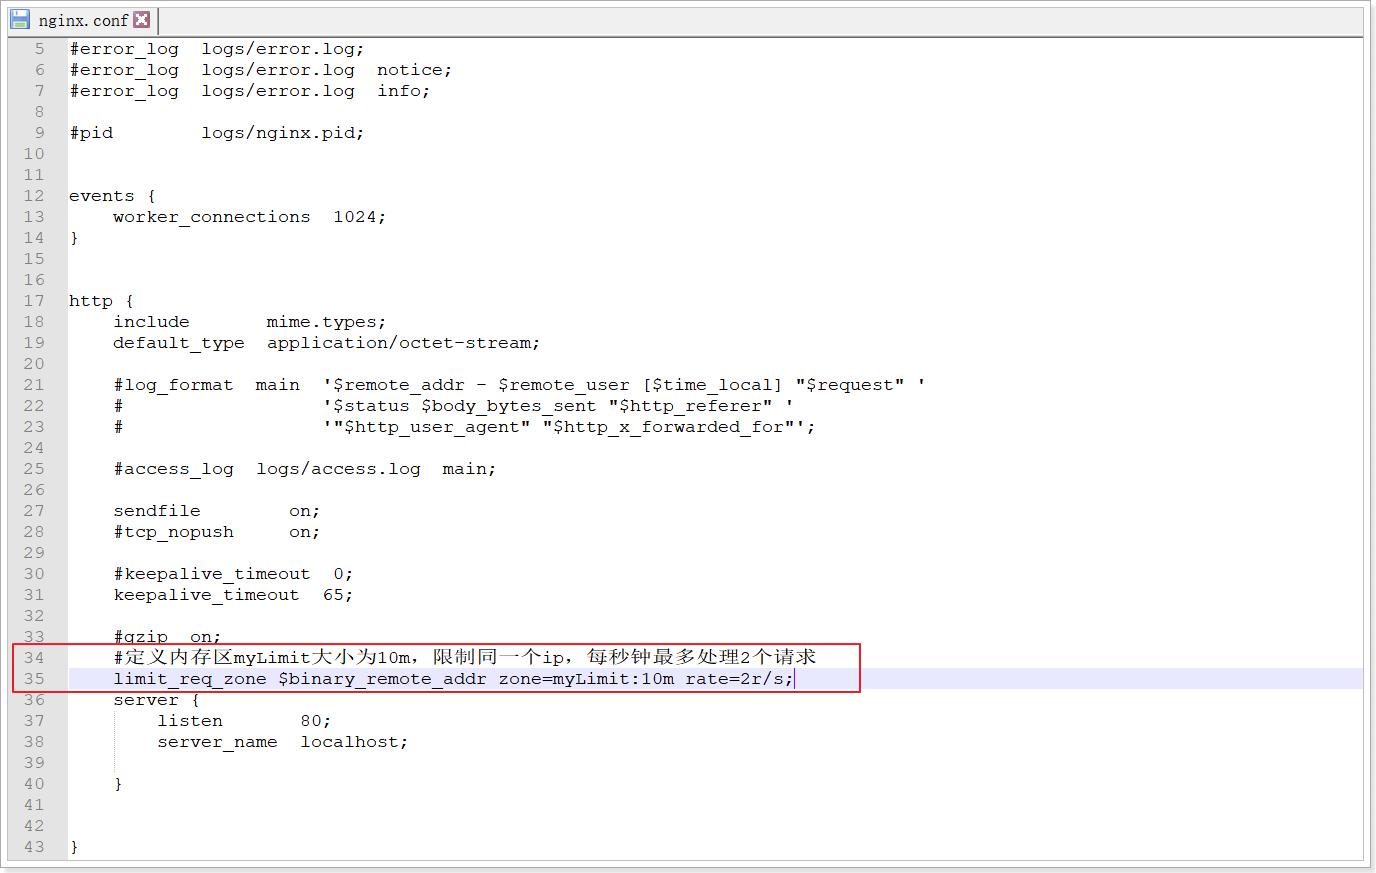 nginx.conf
5 #error_log  logs/error.log;
6 #error_log  logs/error.log  notice;
7 #error_log  logs/error.log  info;
8
9 #pid        logs/nginx.pid;
10
11
12 events {
13     worker_connections  1024;
14 }
15
16
17 http {
18     include       mime.types;
19     default_type  application/octet-stream;
20
21     #log_format  main  '$remote_addr - $remote_user [$time_local] "$request" '
22     #                  '$status $body_bytes_sent "$http_referer" '
23     #                  '"$http_user_agent" "$http_x_forwarded_for"';
24
25     #access_log  logs/access.log  main;
26
27     sendfile        on;
28     #tcp_nopush     on;
29
30     #keepalive_timeout  0;
31     keepalive_timeout  65;
32
33     #gzip  on;
34     #定义内存区myLimit大小为10m，限制同一个ip，每秒钟最多处理2个请求
35     limit_req_zone $binary_remote_addr zone=myLimit:10m rate=2r/s;
36     server {
37         listen       80;
38         server_name  localhost;
39
40     }
41
42
43 }